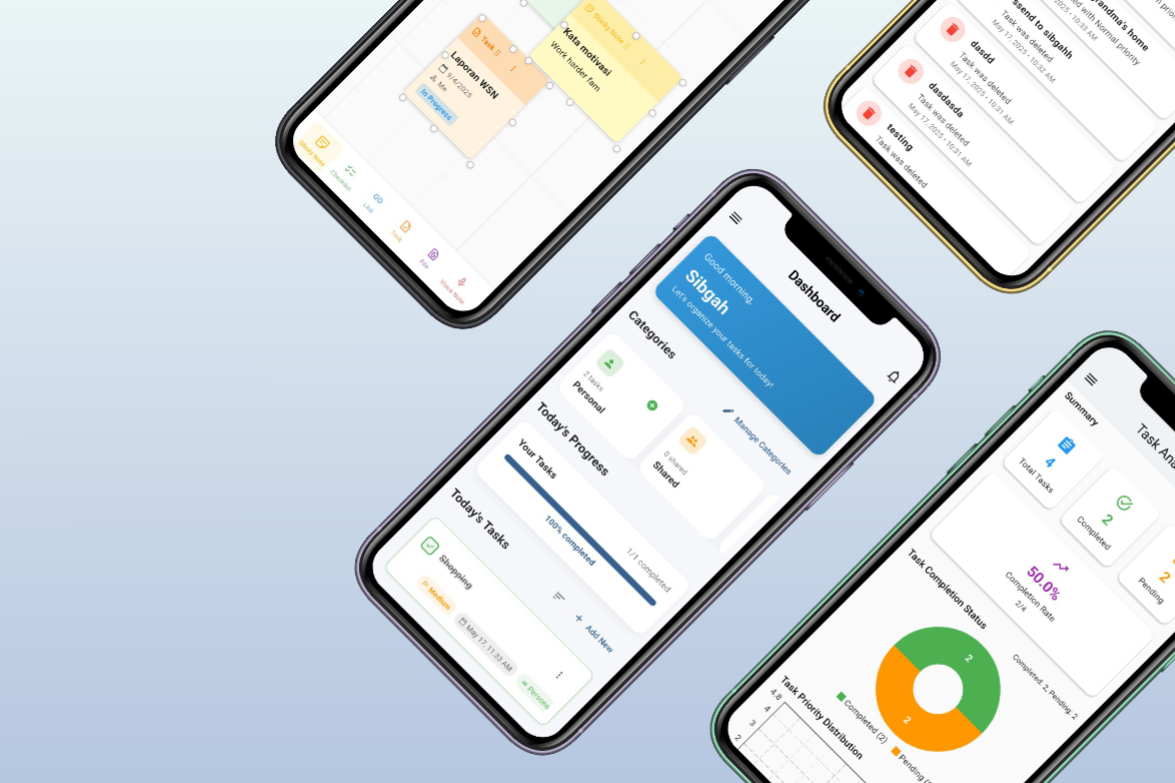 Task
Laporan WSN
9/4/2025
Me
In Progress
Sticky Note
Kata motivasi
Work harder fam
Sticky Note
Checklist
Link
Task
File
Voice Note
grandma's home
ed with Normal priority
• 10:33 AM
send to sibgahh
Task was deleted
May 17, 2025 • 10:32 AM
dasdd
Task was deleted
May 17, 2025 • 10:31 AM
dasdasda
Task was deleted
May 17, 2025 • 10:31 AM
testing
Task was deleted
Dashboard
Good morning,
Sibgah
Let's organize your tasks for today!
Categories
Manage Categories
2 tasks
Personal
0 shared
Shared
Today's Progress
Your Tasks
1/1 completed
100% completed
Today's Tasks
Add New
Shopping
Medium
May 17, 11:33 AM
Persona
Task Ana
Summary
4
Total Tasks
2
Completed
2
Pending
50.0%
Completion Rate
2/4
Task Completion Status
Completed: 2, Pending: 2
2
2
Completed (2)
Pending (
Task Priority Distribution
4.8
4
3
2